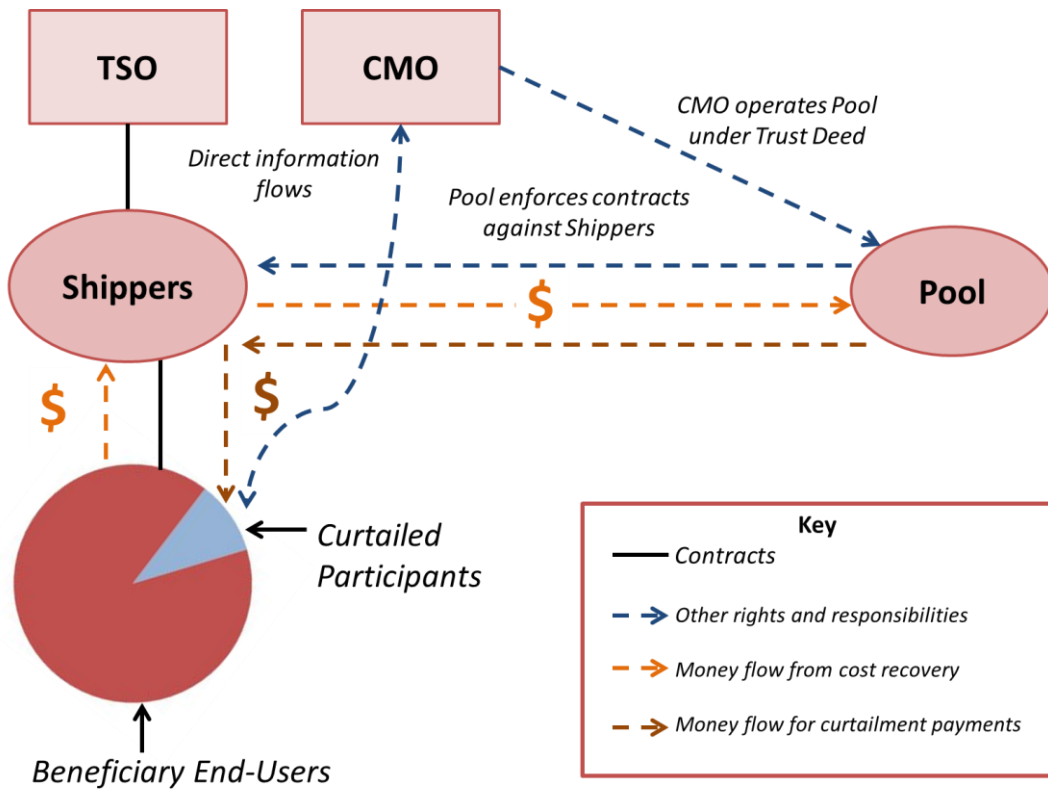 TSO
CMO
CMO operates Pool
under Trust Deed
Direct information
flows
Pool enforces contracts
against Shippers
Shippers
$
Pool
$
$
Curtailed
Participants
Beneficiary End-Users
Key
Contracts
Other rights and responsibilities
Money flow from cost recovery
Money flow for curtailment payments